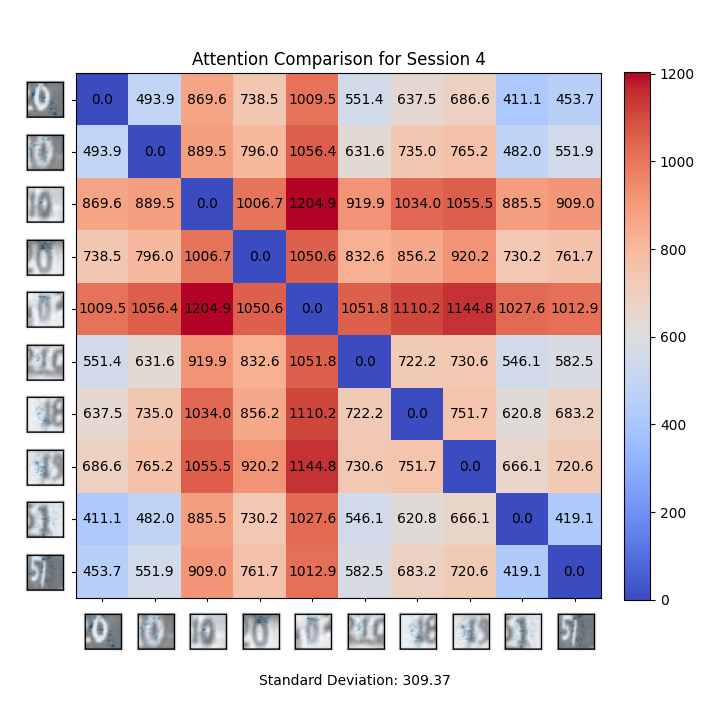 Attention Comparison for Session 4
0.0 493.9 869.6 738.5 1009.5 551.4 637.5 686.6 411.1 453.7
493.9 0.0 889.5 796.0 1056.4 631.6 735.0 765.2 482.0 551.9
869.6 889.5 0.0 1006.7 1204.9 919.9 1034.0 1055.5 885.5 909.0
738.5 796.0 1006.7 0.0 1050.6 832.6 856.2 920.2 730.2 761.7
1009.5 1056.4 1204.9 1050.6 0.0 1051.8 1110.2 1144.8 1027.6 1012.9
551.4 631.6 919.9 832.6 1051.8 0.0 722.2 730.6 546.1 582.5
637.5 735.0 1034.0 856.2 1110.2 722.2 0.0 751.7 620.8 683.2
686.6 765.2 1055.5 920.2 1144.8 730.6 751.7 0.0 666.1 720.6
411.1 482.0 885.5 730.2 1027.6 546.1 620.8 666.1 0.0 419.1
453.7 551.9 909.0 761.7 1012.9 582.5 683.2 720.6 419.1 0.0
1200
1000
800
600
400
200
0
Standard Deviation: 309.37